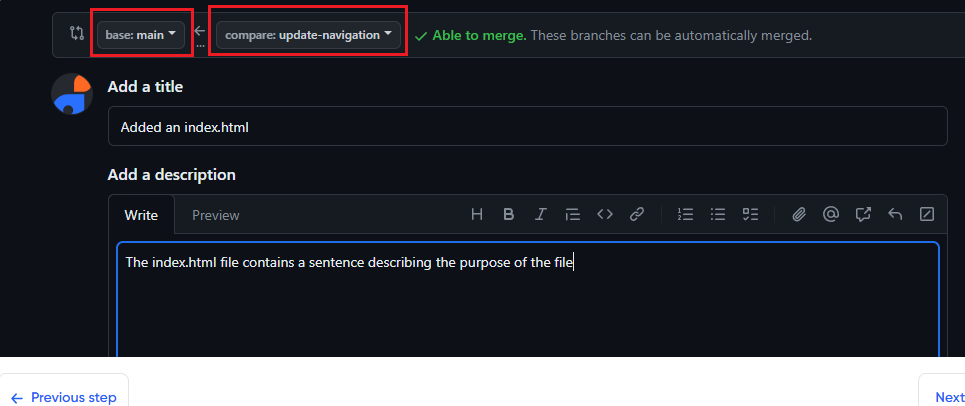 base: main compare: update-navigation Able to merge. These branches can be automatically merged.
Add a title
Added an index.html
Add a description
Write Preview
The index.html file contains a sentence describing the purpose of the file
Previous step Next